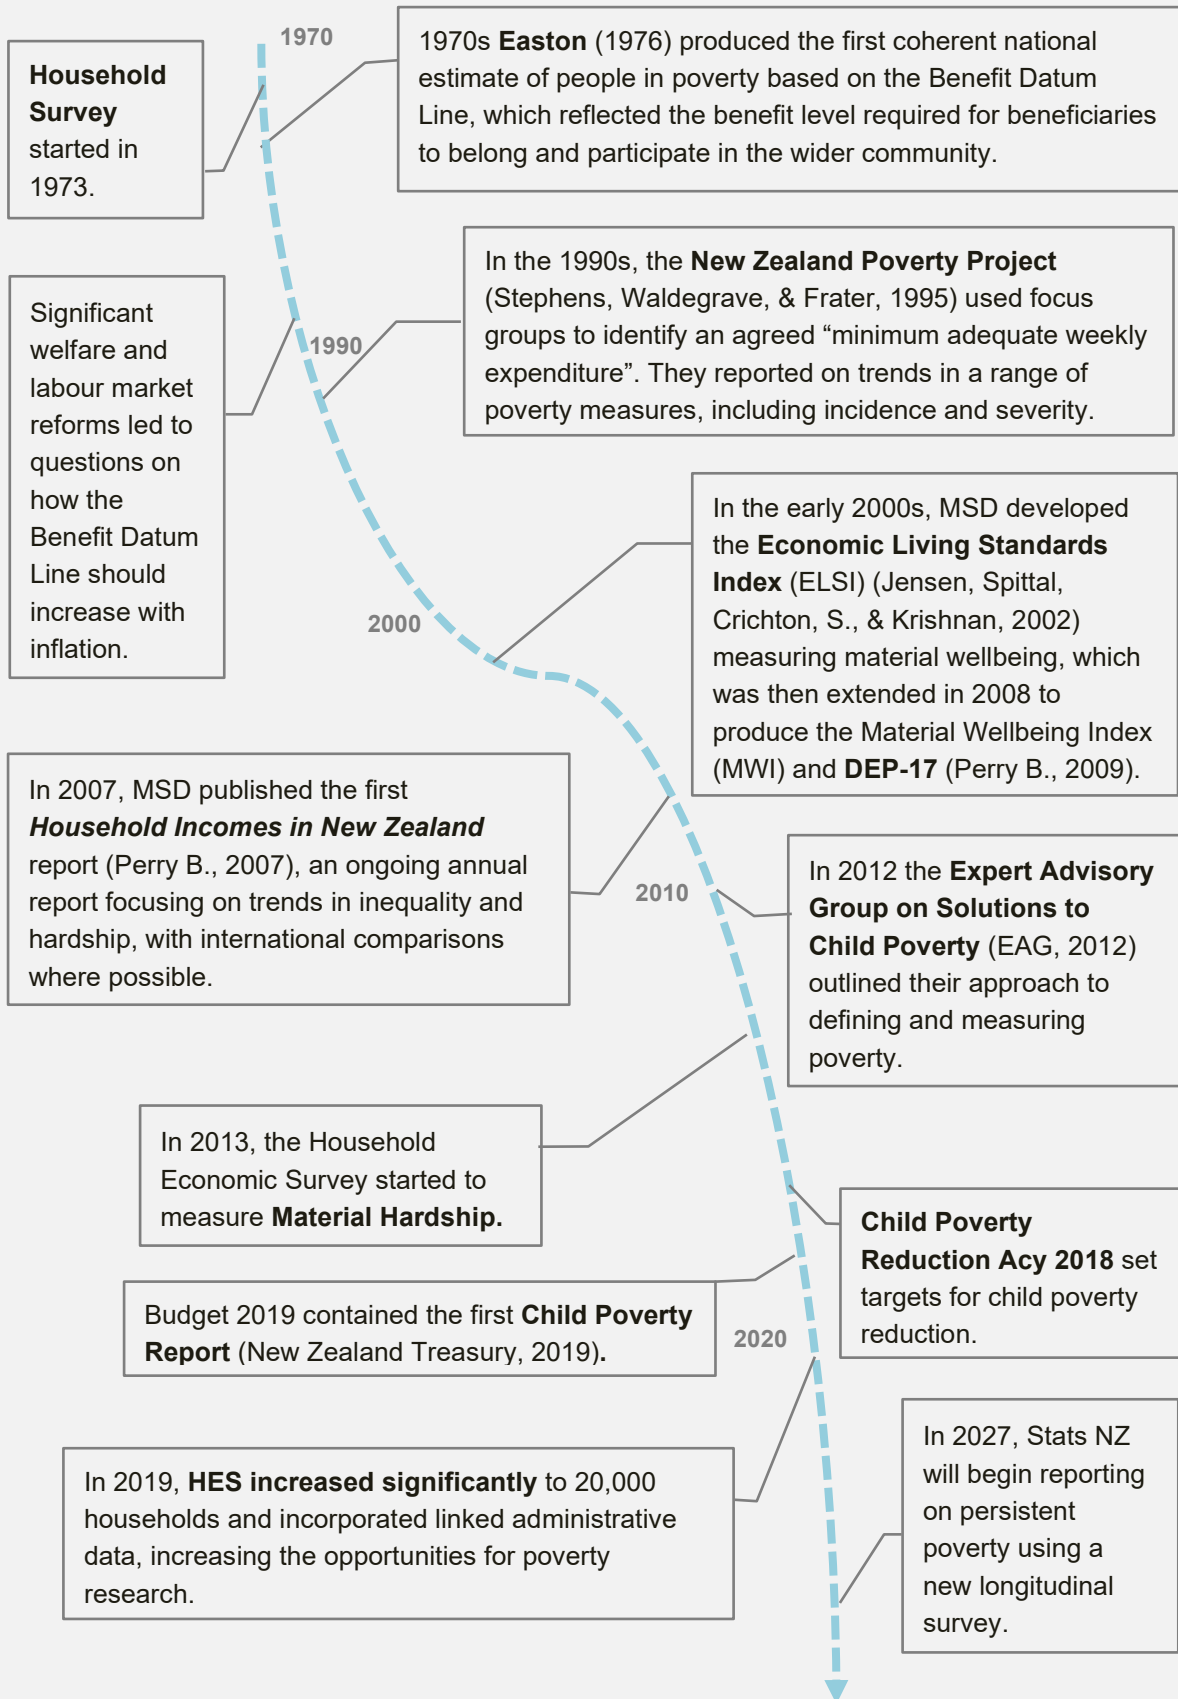 1970
Household
Survey
started in
1973.
1970s Easton (1976) produced the first coherent national
estimate of people in poverty based on the Benefit Datum
Line, which reflected the benefit level required for beneficiaries
to belong and participate in the wider community.
Significant
welfare and
labour market
reforms led to
questions on
how the
Benefit Datum
Line should
increase with
inflation.
1990
In the 1990s, the New Zealand Poverty Project
(Stephens, Waldegrave, & Frater, 1995) used focus
groups to identify an agreed “minimum adequate weekly
expenditure”. They reported on trends in a range of
poverty measures, including incidence and severity.
2000
In the early 2000s, MSD developed
the Economic Living Standards
Index (ELSI) (Jensen, Spittal,
Crichton, S., & Krishnan, 2002)
measuring material wellbeing, which
was then extended in 2008 to
produce the Material Wellbeing Index
(MWI) and DEP-17 (Perry B., 2009).
In 2007, MSD published the first
Household Incomes in New Zealand
report (Perry B., 2007), an ongoing annual
report focusing on trends in inequality and
hardship, with international comparisons
where possible.
2010
In 2012 the Expert Advisory
Group on Solutions to
Child Poverty (EAG, 2012)
outlined their approach to
defining and measuring
poverty.
In 2013, the Household
Economic Survey started to
measure Material Hardship.
Child Poverty
Reduction Acy 2018 set
targets for child poverty
reduction.
Budget 2019 contained the first Child Poverty
Report (New Zealand Treasury, 2019).
2020
In 2019, HES increased significantly to 20,000
households and incorporated linked administrative
data, increasing the opportunities for poverty
research.
In 2027, Stats NZ
will begin reporting
on persistent
poverty using a
new longitudinal
survey.